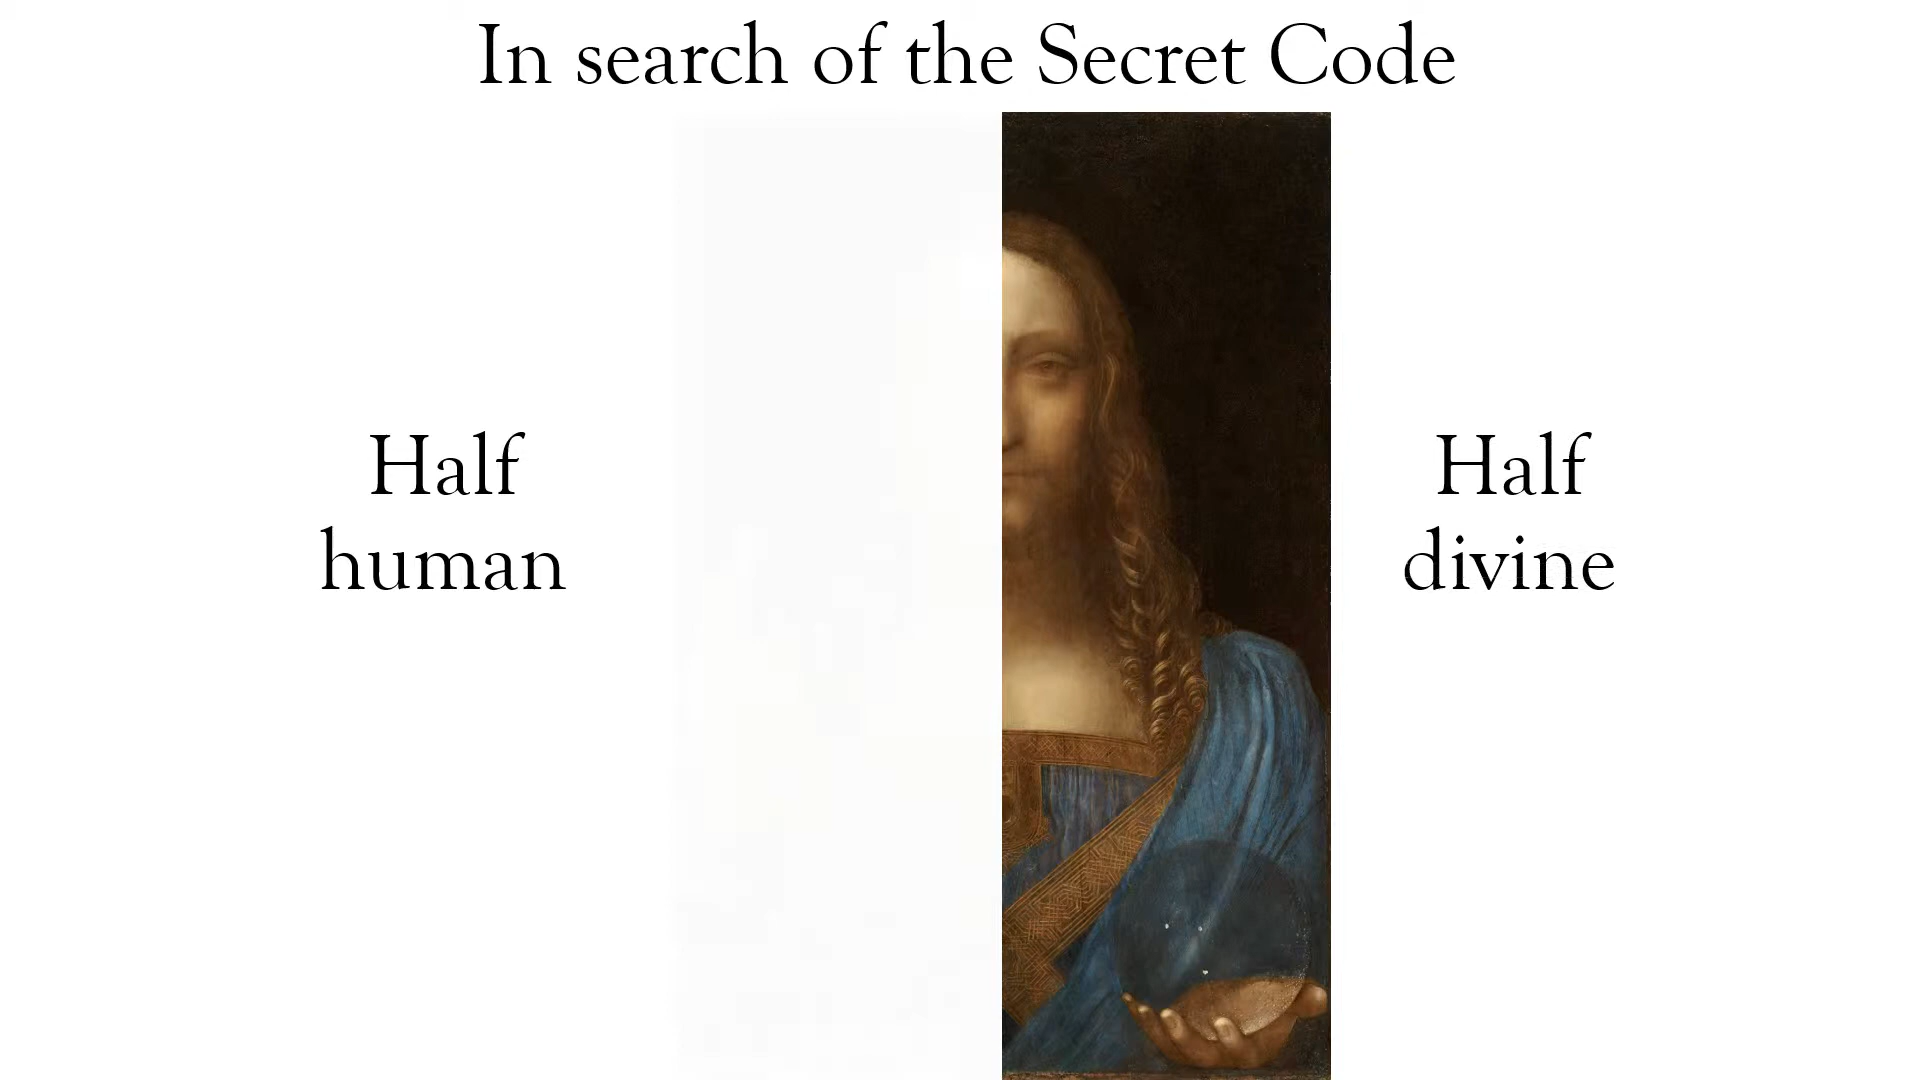 In search of the Secret Code
Half
human
Half
divine